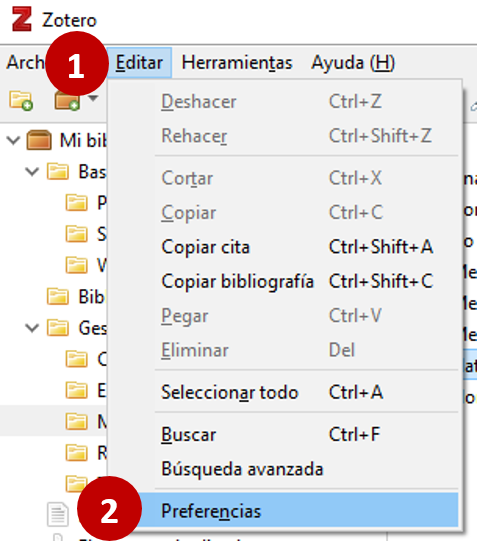 Zotero
1 Editar Herramientas Ayuda (H)
Deshacer Ctrl+Z
Rehacer Ctrl+Shift+Z
Mi
Cortar Ctrl+X
Copiar Ctrl+C
Copiar cita Ctrl+Shift+A
Copiar bibliografía Ctrl+Shift+C
Pegar Ctrl+V
Eliminar Del
Seleccionar todo Ctrl+A
Buscar Ctrl+F
Búsqueda avanzada
2 Preferencias